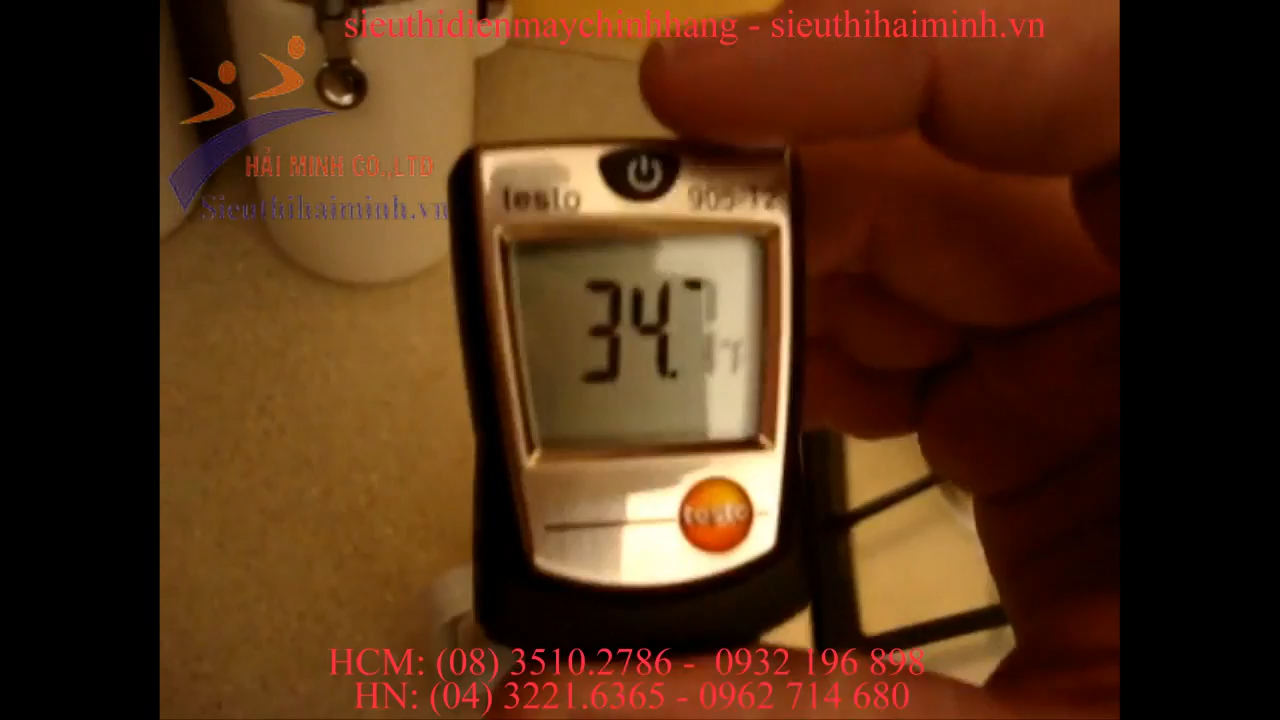 sieuthidienmaychinhhang - sieuthihaiminh.vn
HẢI MINH CO.,LTD
Sieuthihaiminh.vn
testo
34.
testo
HCM: (08) 3510.2786 - 0932 196 898
HN: (04) 3221.6365 - 0962 714 680